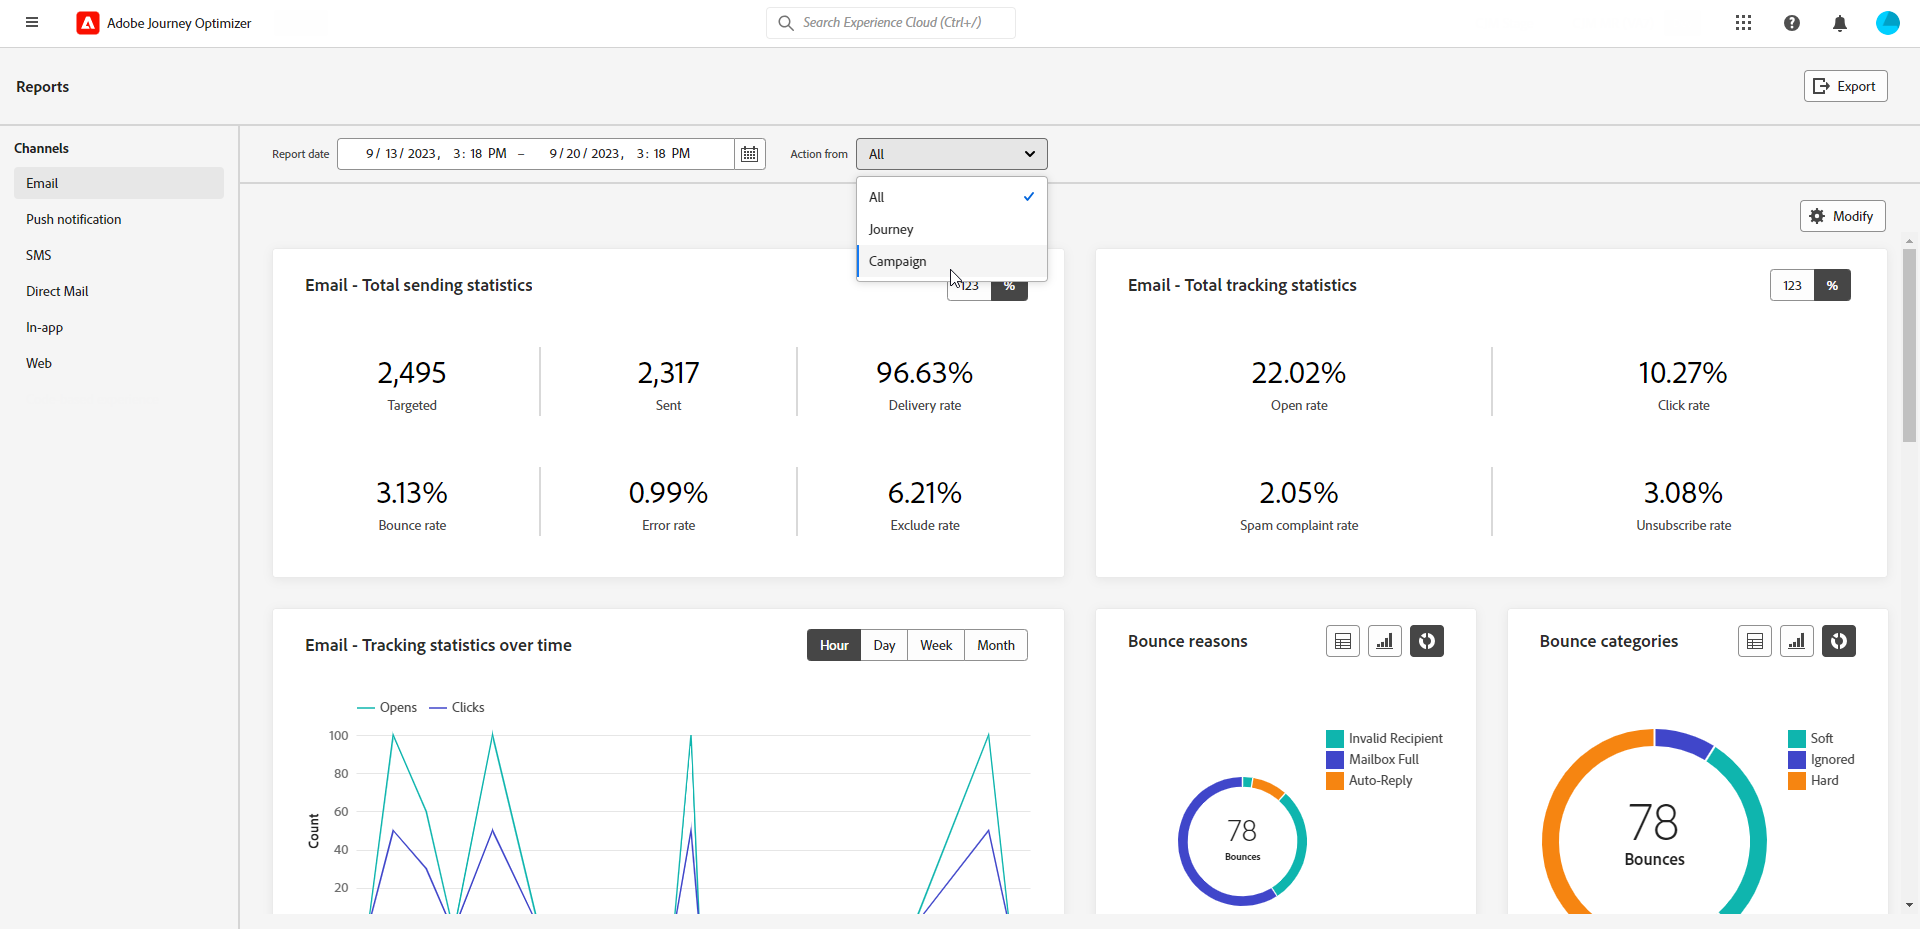 Adobe Journey Optimizer
Search Experience Cloud (Ctrl+/)
Reports
Export
Channels
Email
Push notification
SMS
Direct Mail
In-app
Web
Report date
9/ 13/ 2023, 3: 18 PM – 9/ 20/ 2023, 3: 18 PM
Action from
All
All
Journey
Campaign
Modify
Email - Total sending statistics
123 %
2,495
Targeted
2,317
Sent
96.63%
Delivery rate
3.13%
Bounce rate
0.99%
Error rate
6.21%
Exclude rate
Email - Total tracking statistics
123 %
22.02%
Open rate
10.27%
Click rate
2.05%
Spam complaint rate
3.08%
Unsubscribe rate
Email - Tracking statistics over time
Hour Day Week Month
Opens Clicks
100
80
60
40
20
Count
Bounce reasons
Invalid Recipient
Mailbox Full
Auto-Reply
78
Bounces
Bounce categories
Soft
Ignored
Hard
78
Bounces